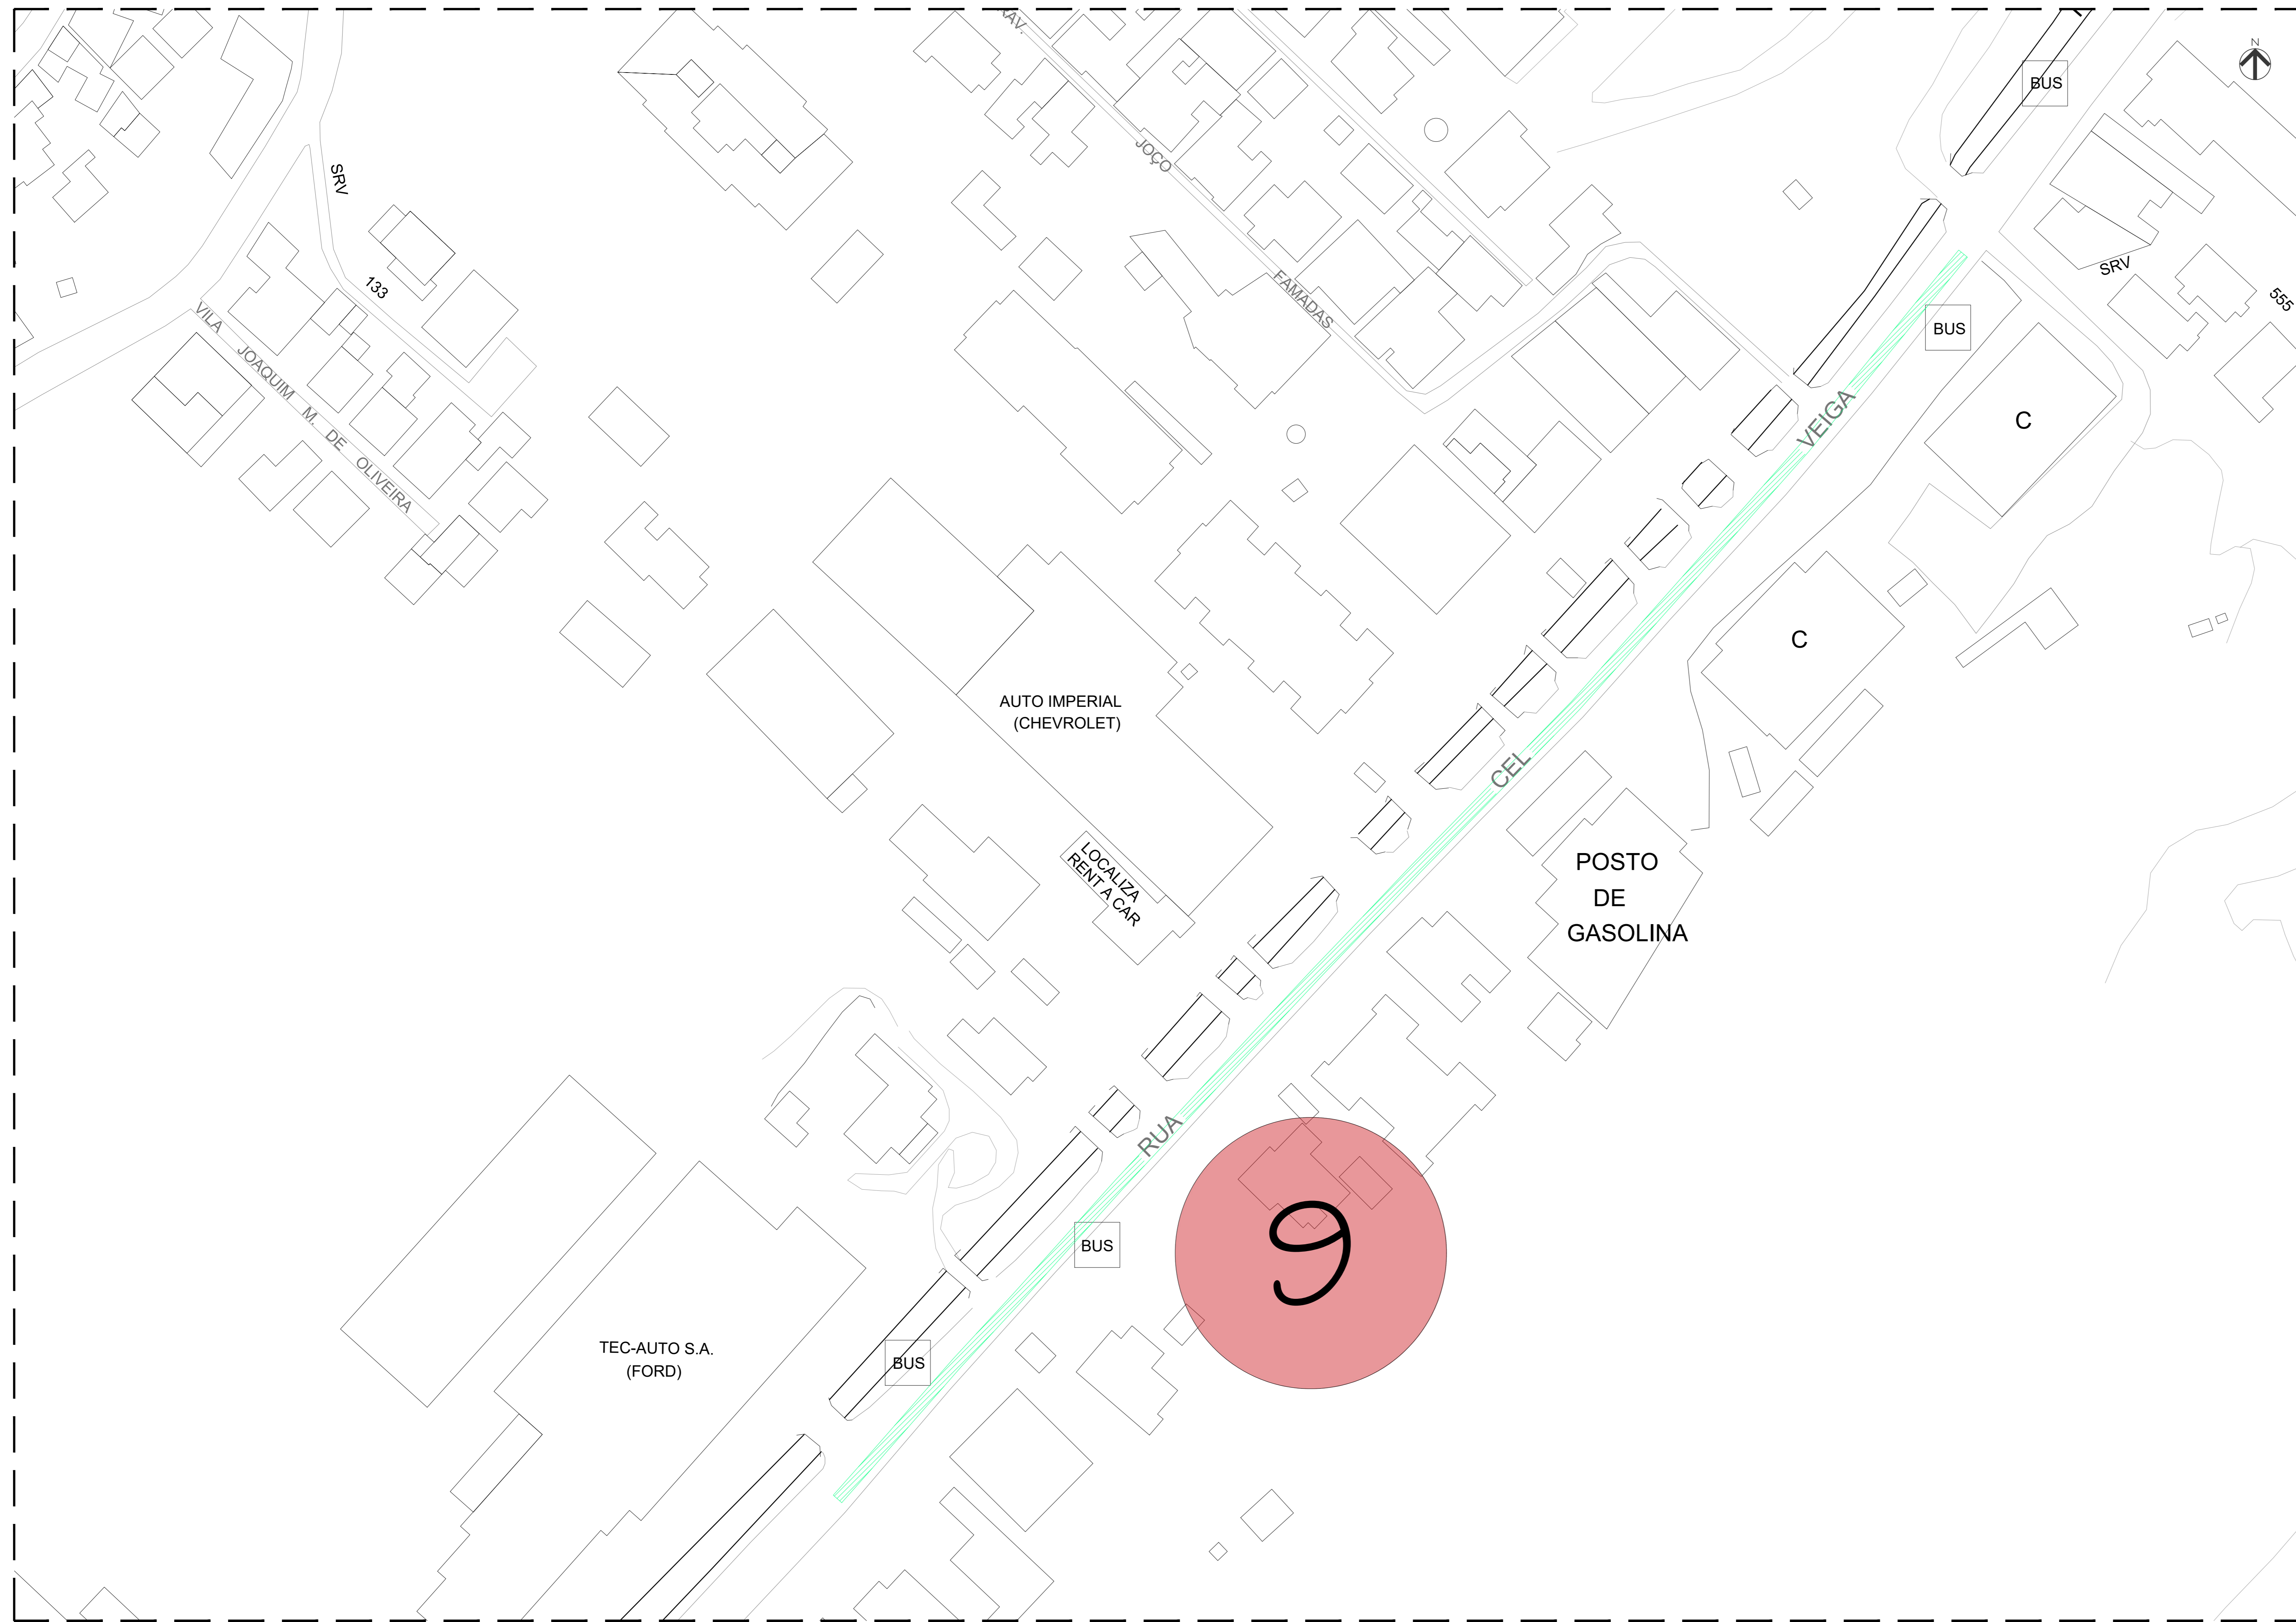 RAV.
N
BUS
JOÇO
SRV
SRV
133
555
FAMADAS
BUS
VILA JOAQUIM M. DE OLIVEIRA
VEIGA
C
C
AUTO IMPERIAL
(CHEVROLET)
CEL
LOCALIZA
RENT A CAR
POSTO
DE
GASOLINA
RUA
9
BUS
TEC-AUTO S.A.
(FORD)
BUS